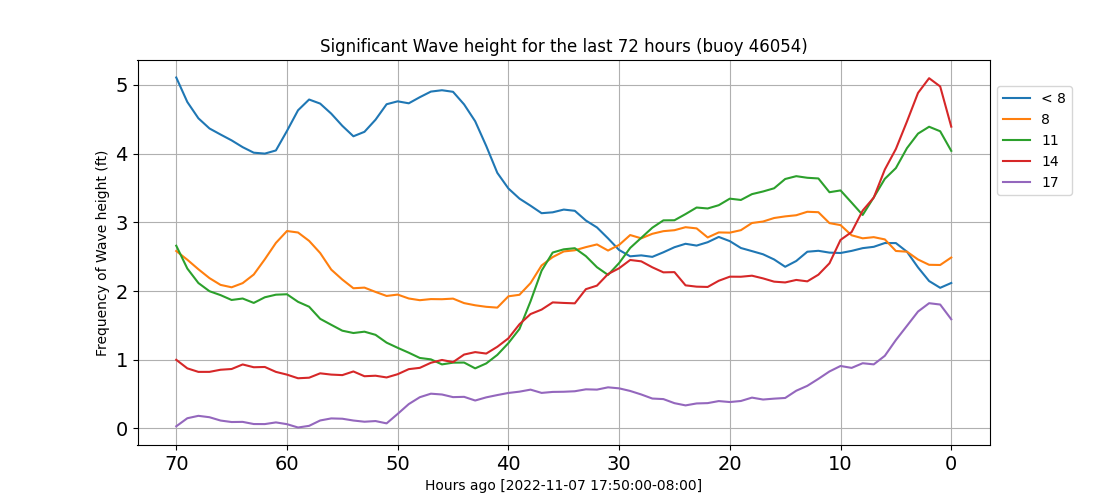 Significant Wave height for the last 72 hours (buoy 46054)
Frequency of Wave height (ft)
5
4
3
2
1
0
70 60 50 40 30 20 10 0
Hours ago [2022-11-07 17:50:00-08:00]
< 8
8
11
14
17